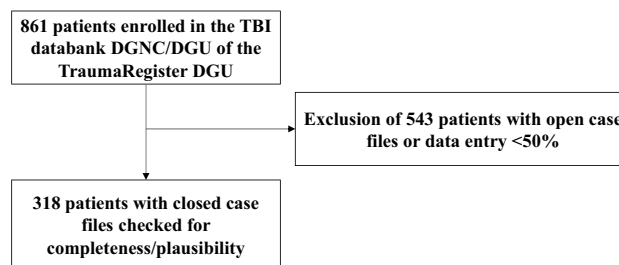 861 patients enrolled in the TBI
databank DGNC/DGU of the
TraumaRegister DGU
Exclusion of 543 patients with open case
files or data entry <50%
318 patients with closed case
files checked for
completeness/plausibility